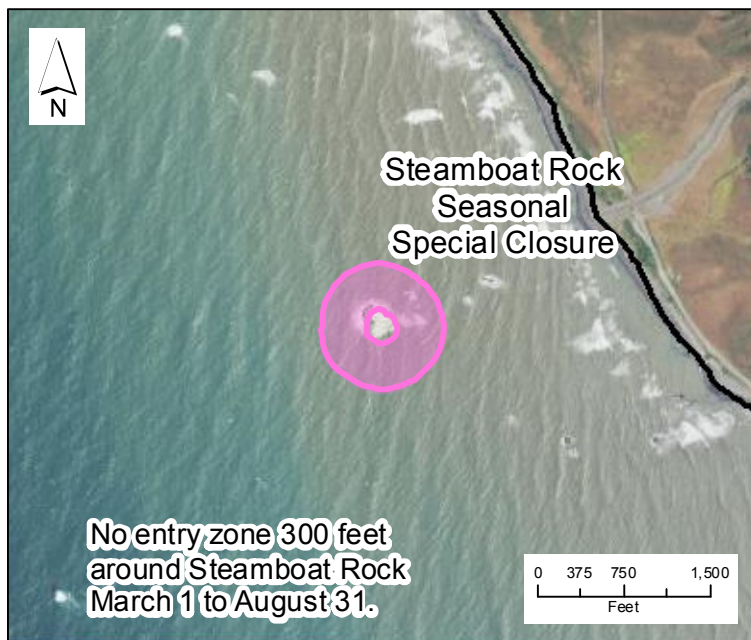 N
Steamboat Rock
Seasonal
Special Closure
No entry zone 300 feet
around Steamboat Rock
March 1 to August 31.
0 375 750 1,500
Feet